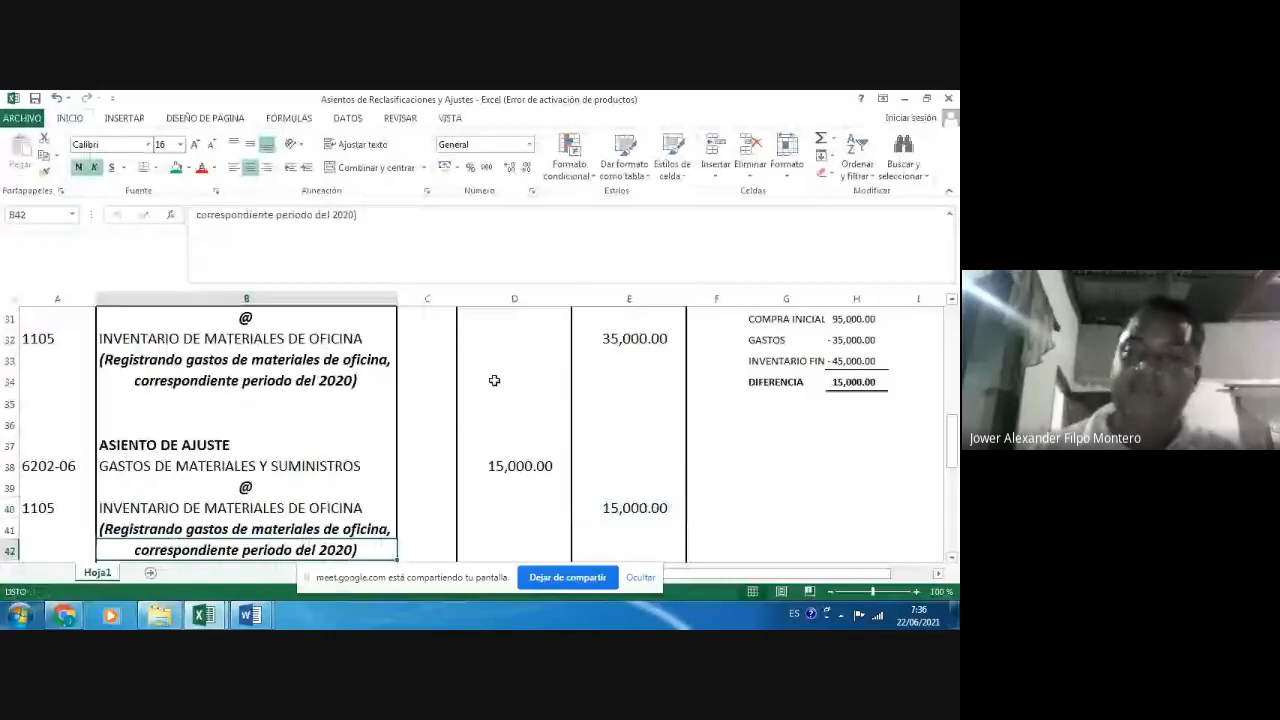 Asientos de Reclasificaciones y Ajustes - Excel (Error de activación de productos)
ARCHIVO INICIO INSERTAR DISEÑO DE PÁGINA FÓRMULAS DATOS REVISAR VISTA Iniciar sesión
Calibri 16 Ajustar texto General
Pegar N K S Combinar y centrar % 000 Formato condicional Dar formato como tabla Estilos de celda Insertar Eliminar Formato Ordenar y filtrar Buscar y seleccionar
Portapapeles Fuente Alineación Número Estilos Celdas Modificar
B42 fx correspondiente periodo del 2020)
A B C D E F G H I
31 @ COMPRA INICIAL 95,000.00
32 1105 INVENTARIO DE MATERIALES DE OFICINA 35,000.00 GASTOS - 35,000.00
33 (Registrando gastos de materiales de oficina, INVENTARIO FIN - 45,000.00
34 correspondiente periodo del 2020) DIFERENCIA 15,000.00
35
36
37 ASIENTO DE AJUSTE
38 6202-06 GASTOS DE MATERIALES Y SUMINISTROS 15,000.00
39 @
40 1105 INVENTARIO DE MATERIALES DE OFICINA 15,000.00
41 (Registrando gastos de materiales de oficina,
42 correspondiente periodo del 2020)
Hoja1
meet.google.com está compartiendo tu pantalla. Dejar de compartir Ocultar
LISTO 100 %
ES 7:36
22/06/2021
Jower Alexander Filpo Montero